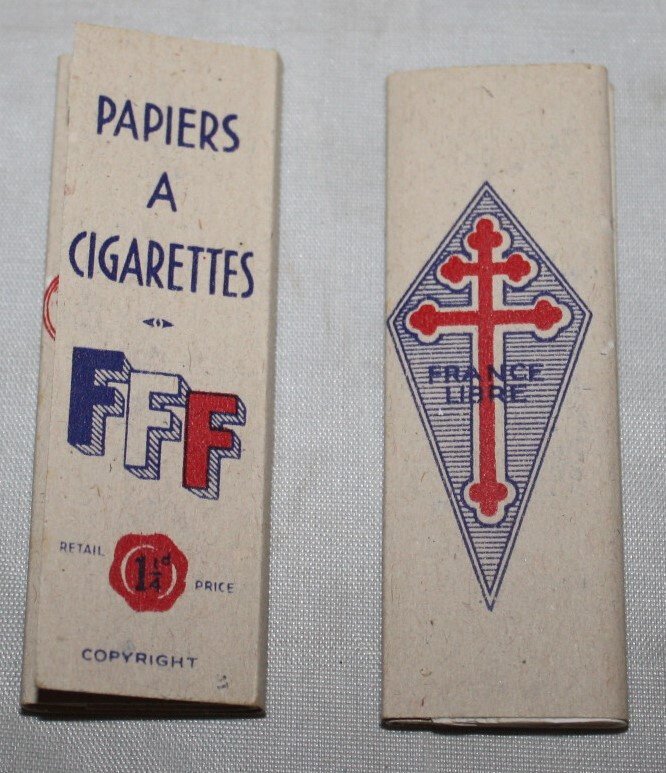 PAPIERS
A
CIGARETTES
FFF
RETAIL 1¼d PRICE
COPYRIGHT
FRANCE
LIBRE